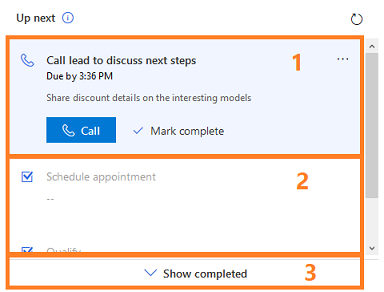 Up next
Call lead to discuss next steps
1
Due by 3:36 PM
Share discount details on the interesting models
Call
Mark complete
Schedule appointment
2
--
Qualify
Show completed
3